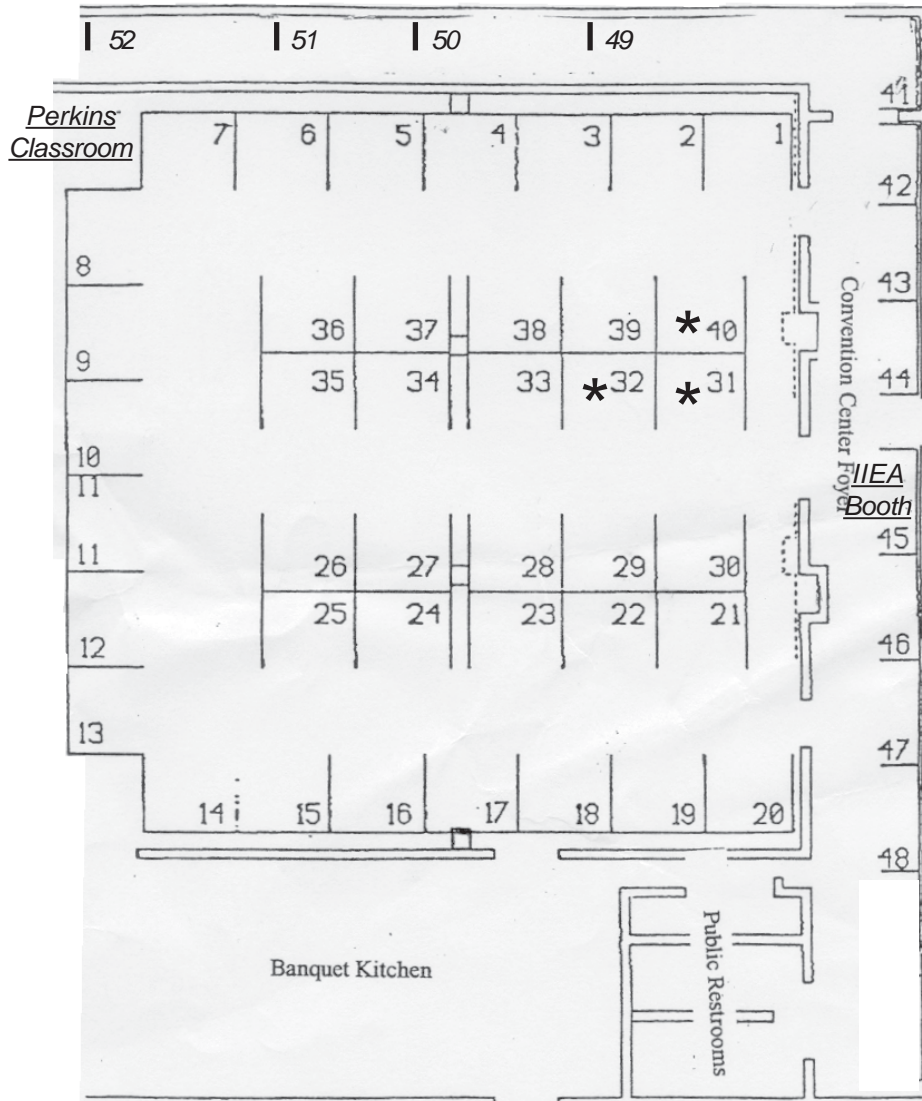 52 51 50 49
41
Perkins
Classroom
7 6 5 4 3 2 1
42
8
43
36 37 38 39 * 40
Convention Center Foyer
9
35 34 33 * 32 * 31
44
10
11
IIEA
Booth
45
11
26 27 28 29 30
25 24 23 22 21
12
46
13
47
14 15 16 17 18 19 20
48
Banquet Kitchen
Public Restrooms